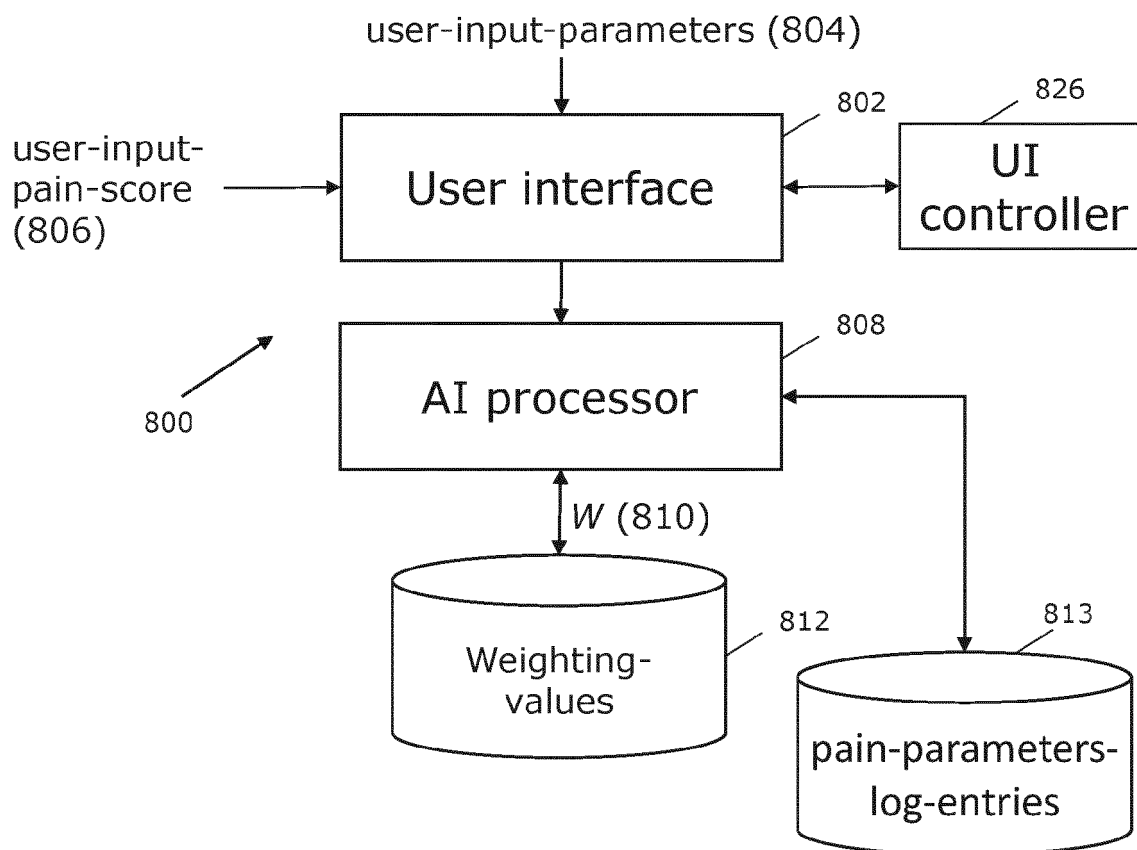 user-input-parameters (804)
802
826
user-input-
pain-score
(806)
User interface
UI
controller
808
AI processor
800
W (810)
812
813
Weighting-
values
pain-parameters-
log-entries